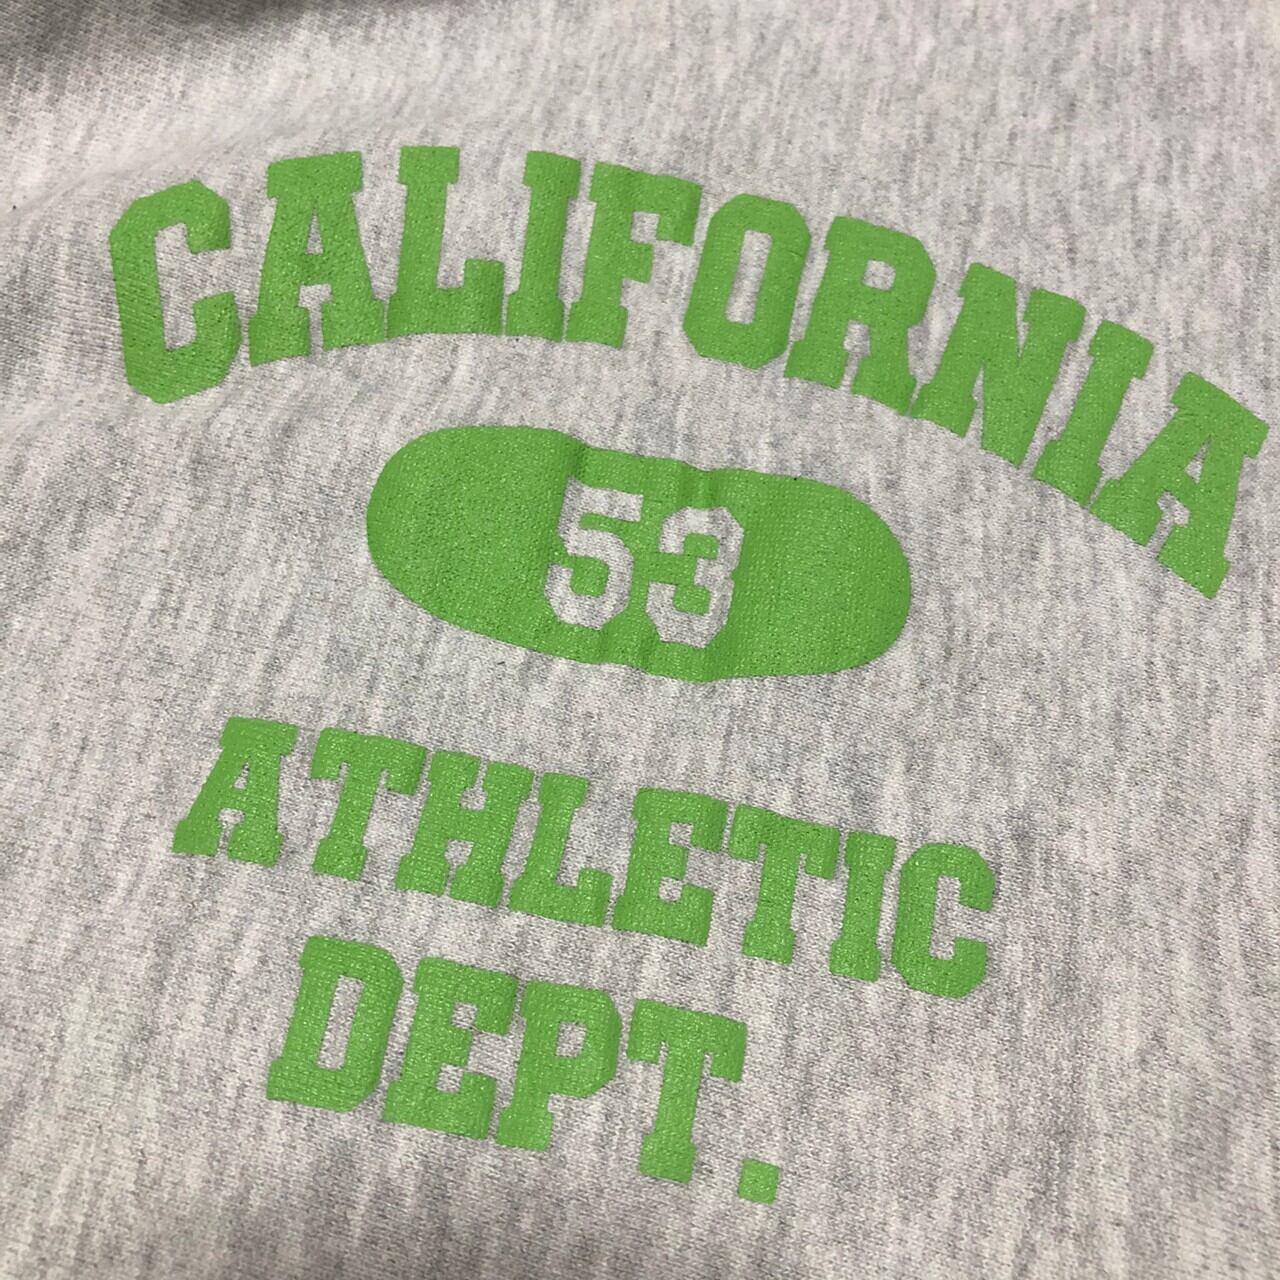 CALIFORNIA
53
ATHLETIC
DEPT.